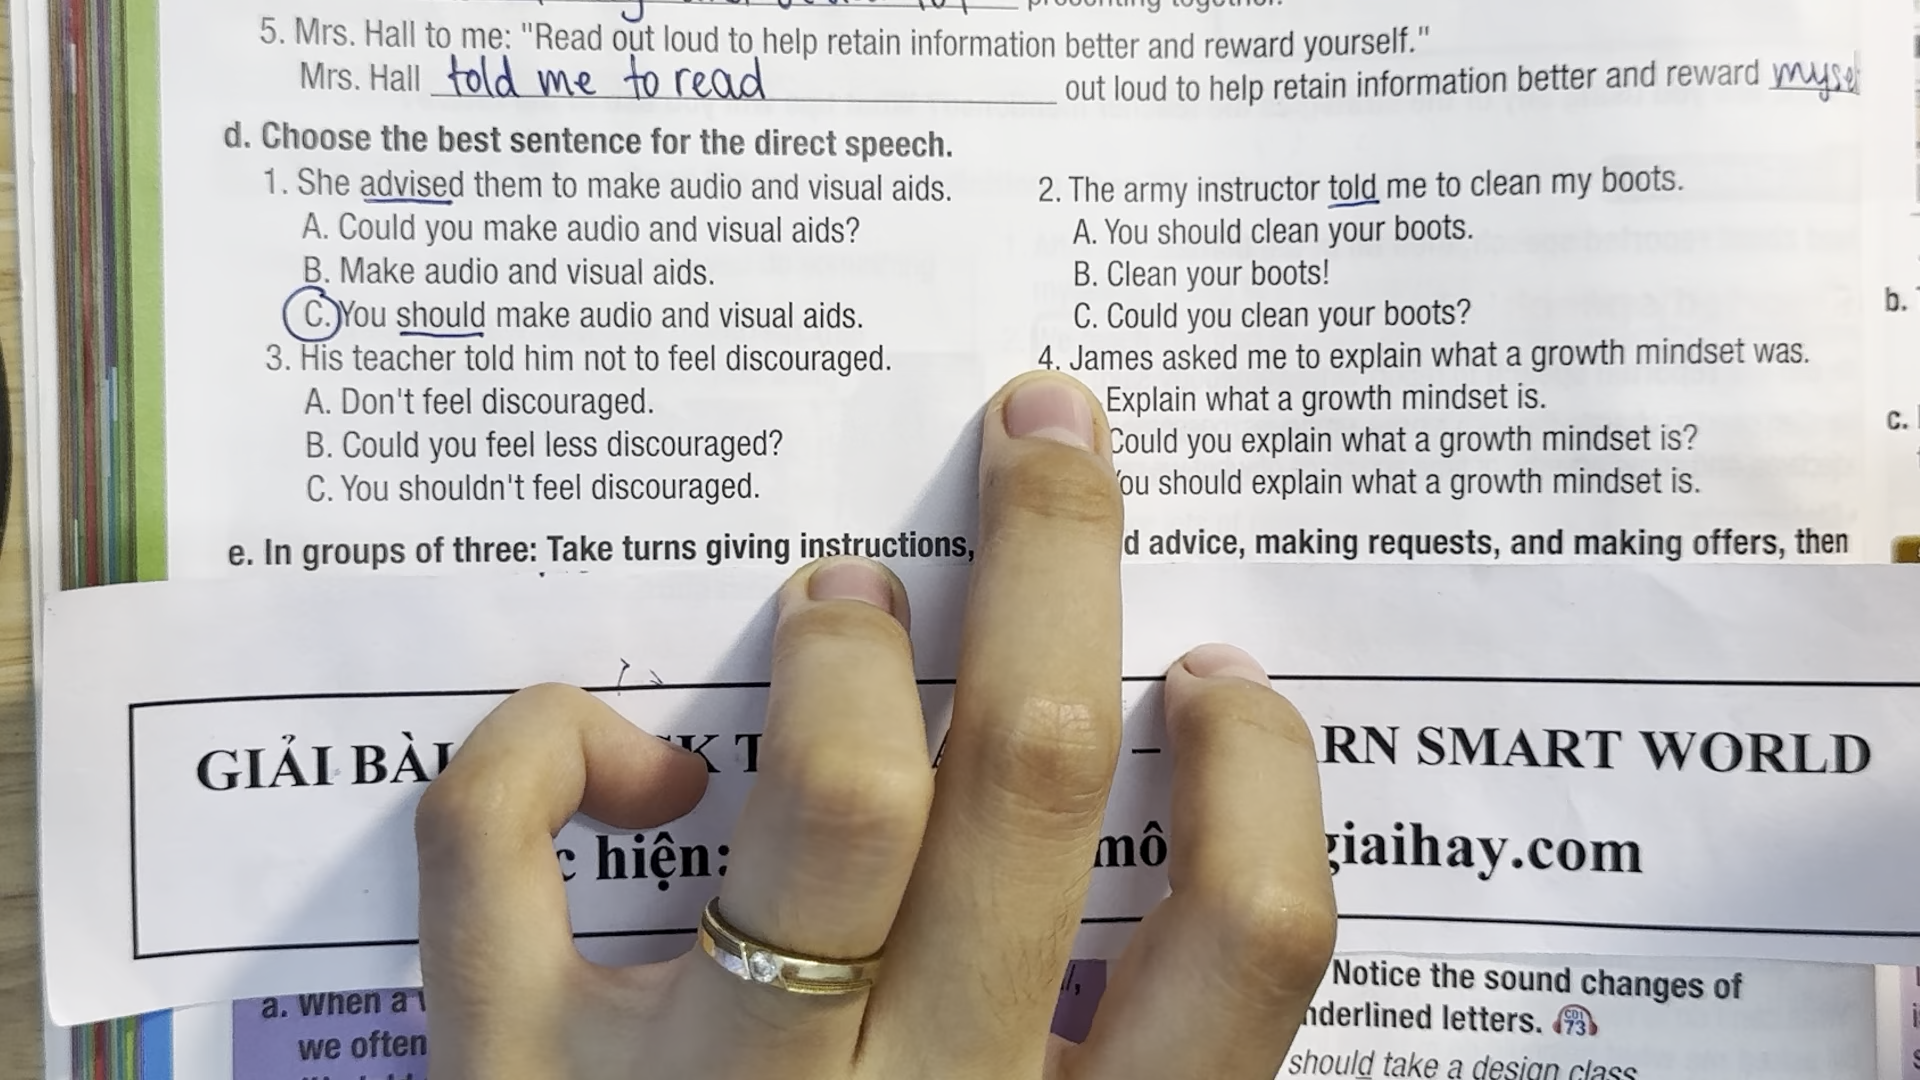 presenting together.
5. Mrs. Hall to me: "Read out loud to help retain information better and reward yourself."
Mrs. Hall told me to read out loud to help retain information better and reward
d. Choose the best sentence for the direct speech.
1. She advised them to make audio and visual aids.
A. Could you make audio and visual aids?
B. Make audio and visual aids.
C. You should make audio and visual aids.
2. The army instructor told me to clean my boots.
A. You should clean your boots.
B. Clean your boots!
C. Could you clean your boots?
3. His teacher told him not to feel discouraged.
A. Don't feel discouraged.
B. Could you feel less discouraged?
C. You shouldn't feel discouraged.
4. James asked me to explain what a growth mindset was.
Explain what a growth mindset is.
Could you explain what a growth mindset is?
You should explain what a growth mindset is.
e. In groups of three: Take turns giving instructions, advice, making requests, and making offers, then
b.
c.
GIẢI BÀI – SMART WORLD
hiện: giaihay.com
a. When a
we often
Notice the sound changes of
underlined letters. CD1 73
should take a design class